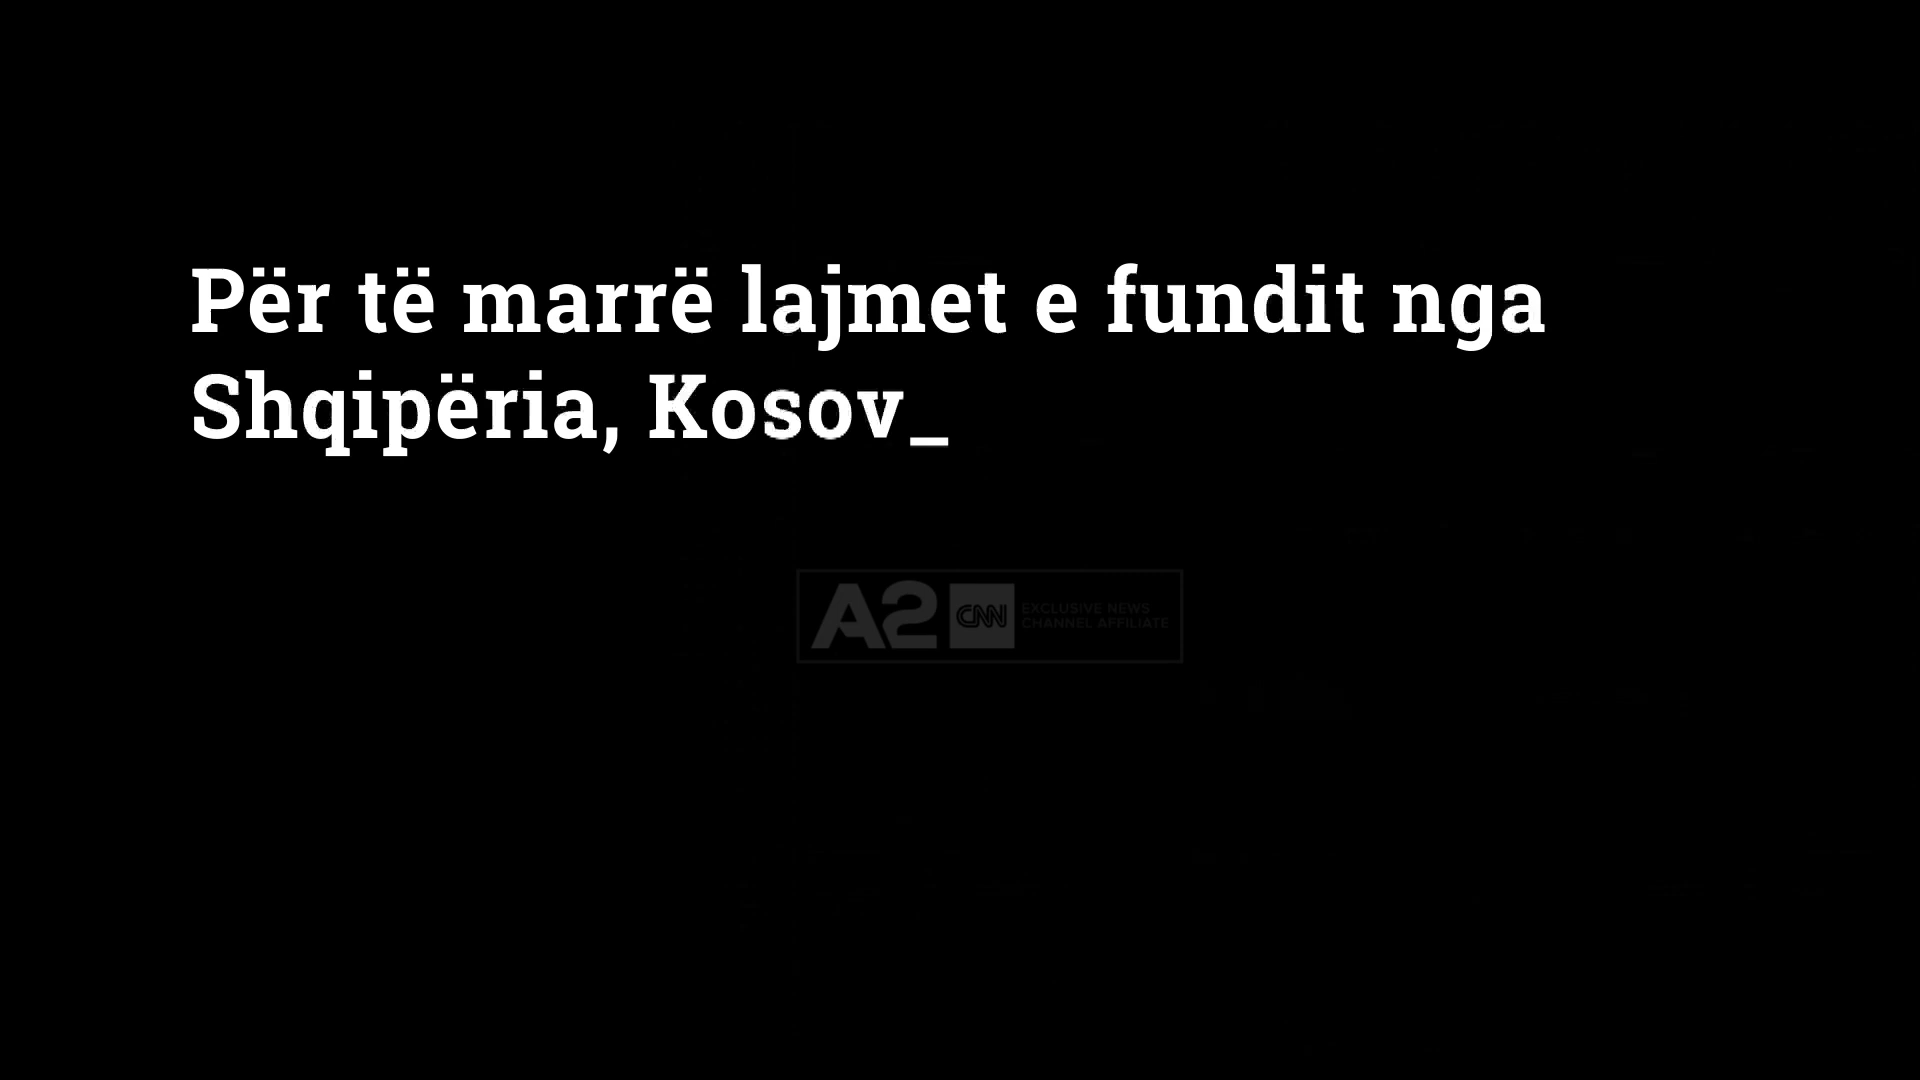 Për të marrë lajmet e fundit nga
Shqipëria, Kosov_
A2 CNN EXCLUSIVE NEWS
CHANNEL AFFILIATE